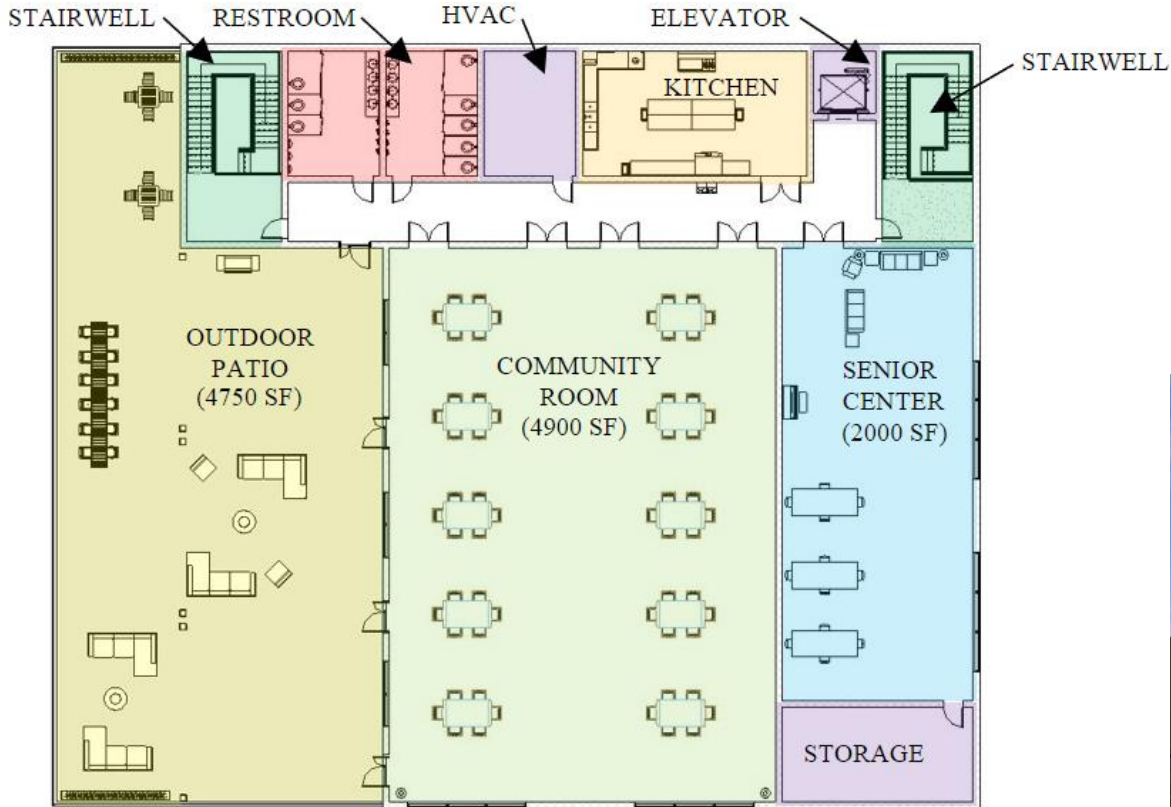 STAIRWELL
RESTROOM
HVAC
ELEVATOR
STAIRWELL
KITCHEN
OUTDOOR
PATIO
(4750 SF)
COMMUNITY
ROOM
(4900 SF)
SENIOR
CENTER
(2000 SF)
STORAGE